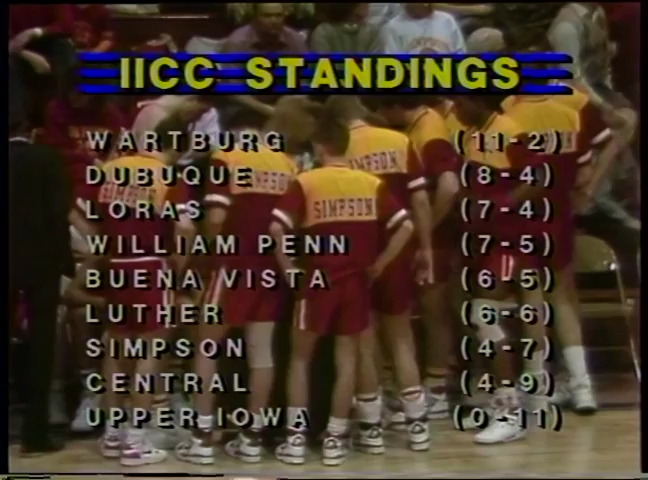 IICC STANDINGS
WARTBURG (11-2)
DUBUQUE (8-4)
LORAS (7-4)
WILLIAM PENN (7-5)
BUENA VISTA (6-5)
LUTHER (6-6)
SIMPSON (4-7)
CENTRAL (4-9)
UPPER IOWA (0-11)
SIMPSON
SIMPSON
SIMPSON
SIMPSON